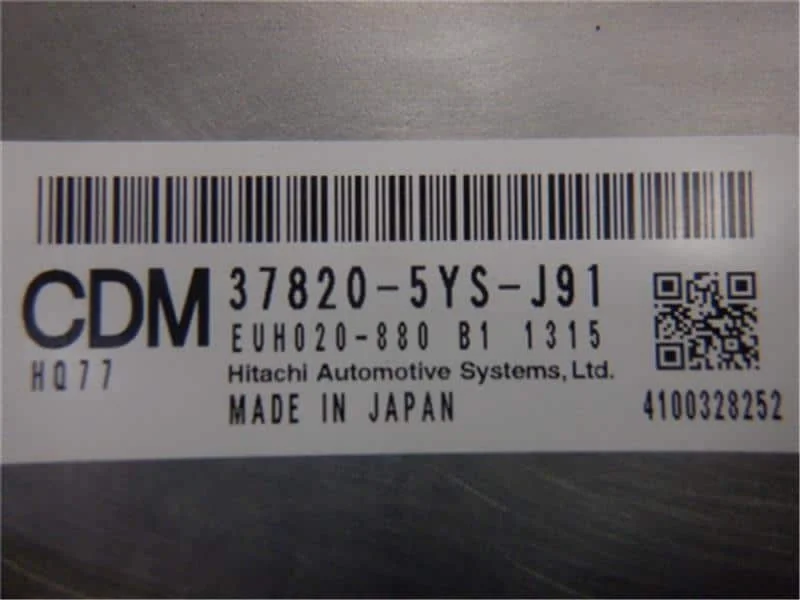 CDM 37820-5YS-J91
EUH020-880 B1 1315
HQ77
Hitachi Automotive Systems, Ltd.
MADE IN JAPAN
4100328252